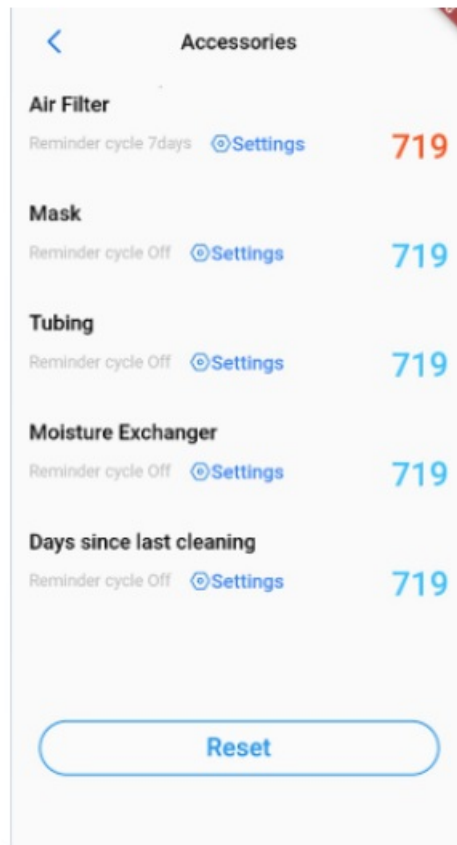 Accessories
Air Filter
Reminder cycle 7days Settings 719
Mask
Reminder cycle Off Settings 719
Tubing
Reminder cycle Off Settings 719
Moisture Exchanger
Reminder cycle Off Settings 719
Days since last cleaning
Reminder cycle Off Settings 719
Reset